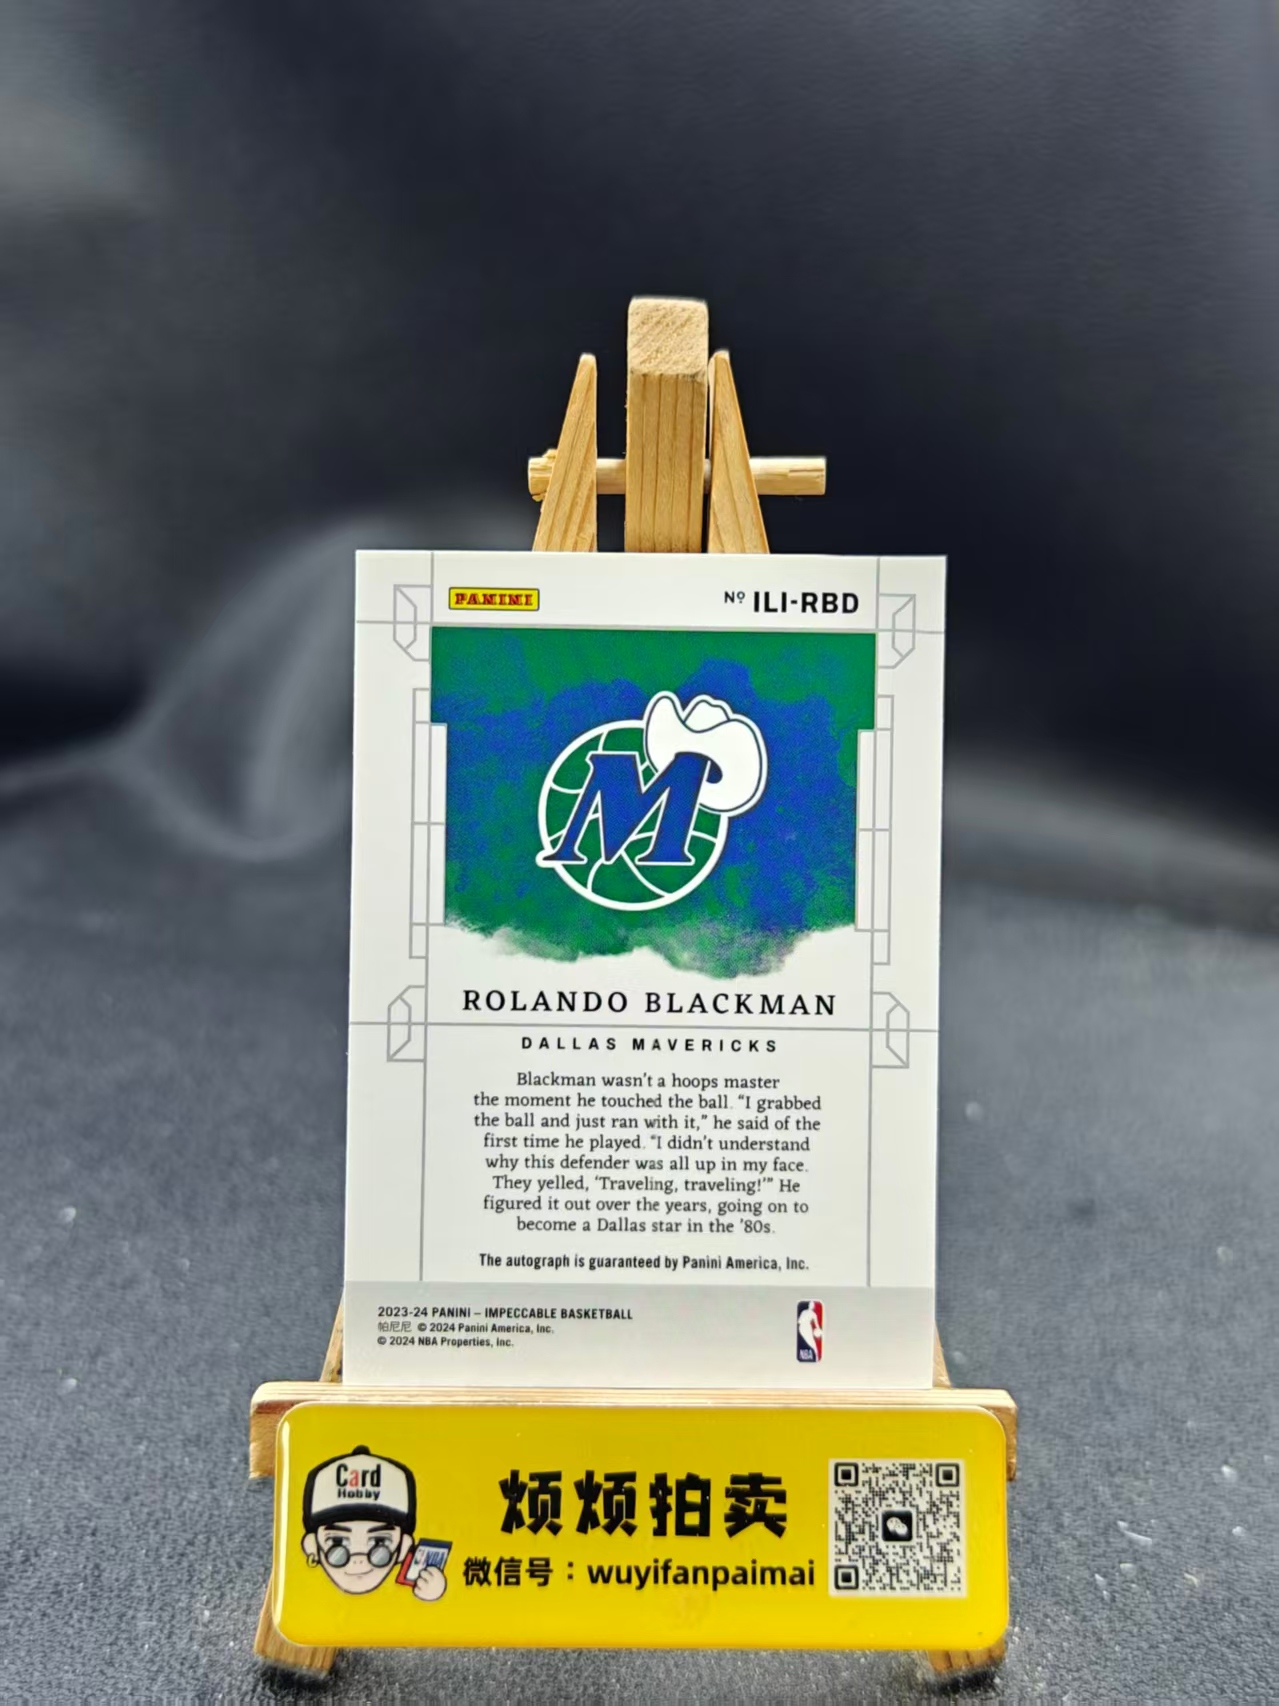 PANINI
Nº ILI-RBD
M
ROLANDO BLACKMAN
DALLAS MAVERICKS
Blackman wasn't a hoops master
the moment he touched the ball. "I grabbed
the ball and just ran with it," he said of the
first time he played. "I didn't understand
why this defender was all up in my face.
They yelled, 'Traveling, traveling!'" He
figured it out over the years, going on to
become a Dallas star in the '80s.
The autograph is guaranteed by Panini America, Inc.
2023-24 PANINI – IMPECCABLE BASKETBALL
帕尼尼 © 2024 Panini America, Inc.
© 2024 NBA Properties, Inc.
NBA
Card
Hobby
NBA
烦烦拍卖
微信号：wuyifanpaimai